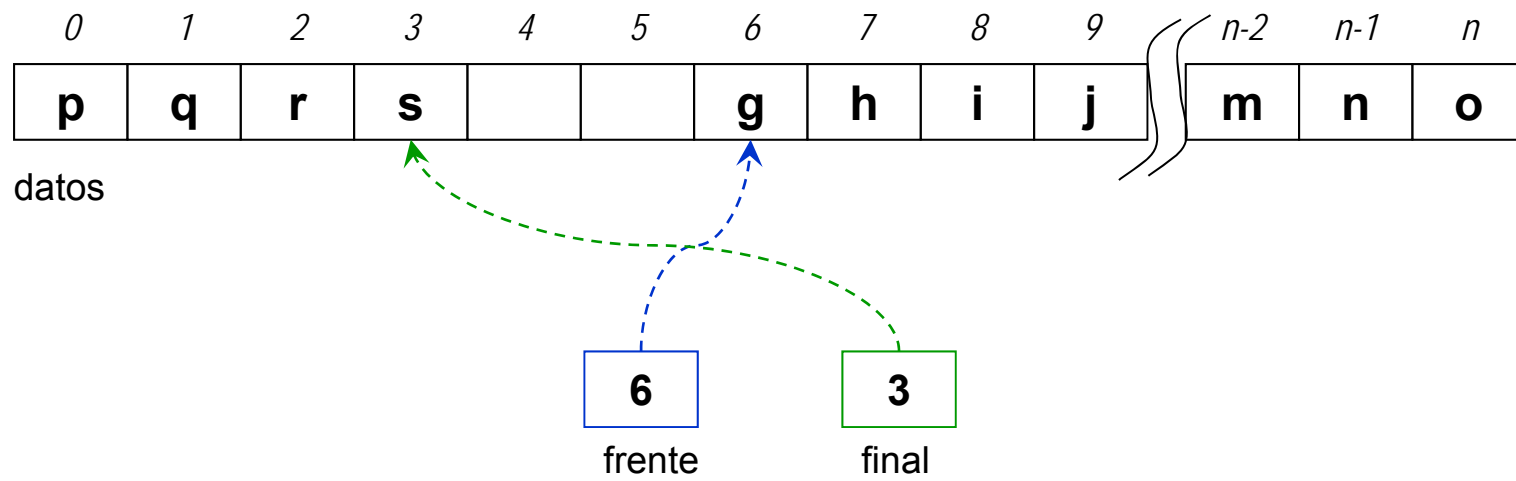 0 1 2 3 4 5 6 7 8 9 n-2 n-1 n
p q r s g h i j m n o
datos
6 3
frente final